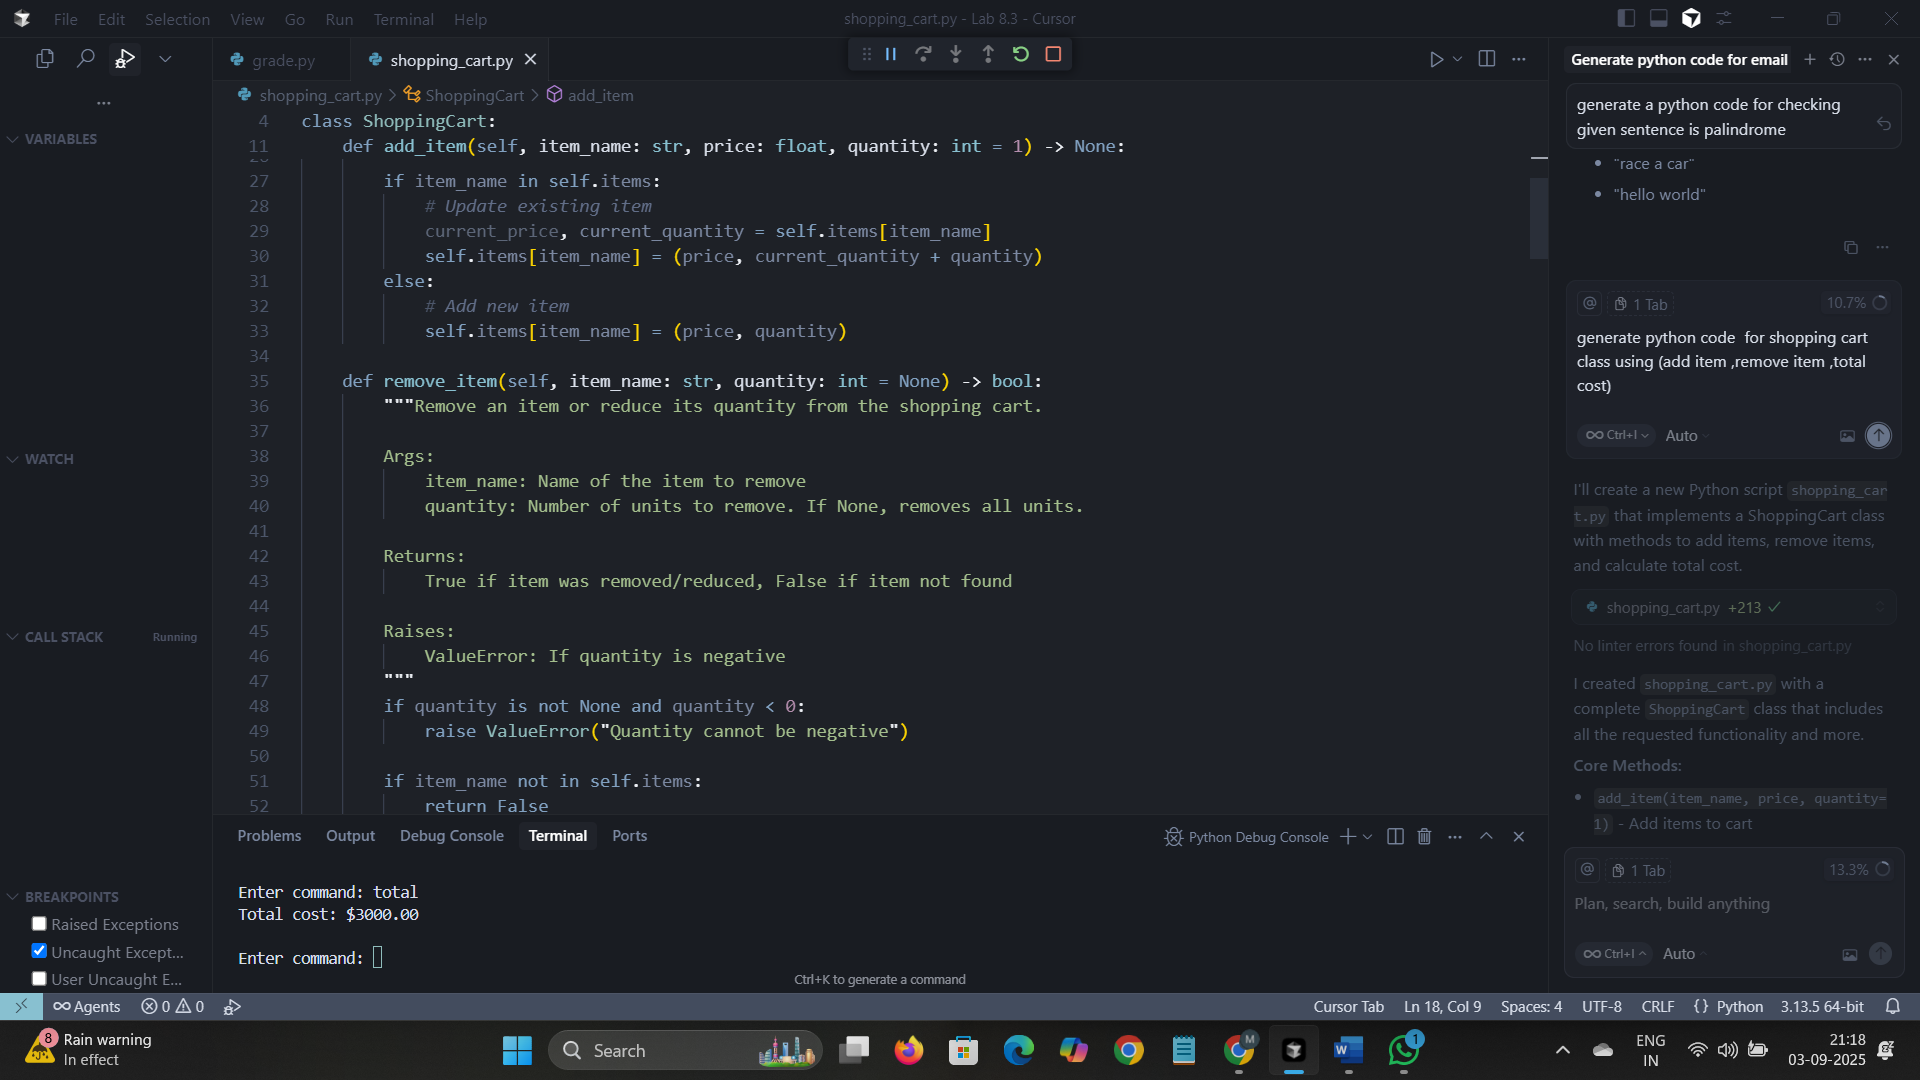 File Edit Selection View Go Run Terminal Help
shopping_cart.py - Lab 8.3 - Cursor
grade.py
shopping_cart.py
shopping_cart.py > ShoppingCart > add_item
VARIABLES
WATCH
CALL STACK Running
BREAKPOINTS
Raised Exceptions
Uncaught Except...
User Uncaught E...
4 class ShoppingCart:
11 def add_item(self, item_name: str, price: float, quantity: int = 1) -> None:
27 if item_name in self.items:
28 # Update existing item
29 current_price, current_quantity = self.items[item_name]
30 self.items[item_name] = (price, current_quantity + quantity)
31 else:
32 # Add new item
33 self.items[item_name] = (price, quantity)
34
35 def remove_item(self, item_name: str, quantity: int = None) -> bool:
36 """Remove an item or reduce its quantity from the shopping cart.
37
38 Args:
39 item_name: Name of the item to remove
40 quantity: Number of units to remove. If None, removes all units.
41
42 Returns:
43 True if item was removed/reduced, False if item not found
44
45 Raises:
46 ValueError: If quantity is negative
47 """
48 if quantity is not None and quantity < 0:
49 raise ValueError("Quantity cannot be negative")
50
51 if item_name not in self.items:
52 return False
Problems Output Debug Console Terminal Ports
Python Debug Console
Enter command: total
Total cost: $3000.00
Enter command:
Ctrl+K to generate a command
Generate python code for email
generate a python code for checking
given sentence is palindrome
• "race a car"
• "hello world"
@ 1 Tab 10.7%
generate python code for shopping cart
class using (add item ,remove item ,total
cost)
∞ Ctrl+I Auto
I'll create a new Python script shopping_car
t.py that implements a ShoppingCart class
with methods to add items, remove items,
and calculate total cost.
shopping_cart.py +213
No linter errors found in shopping_cart.py
I created shopping_cart.py with a
complete ShoppingCart class that includes
all the requested functionality and more.
Core Methods:
• add_item(item_name, price, quantity=
1) - Add items to cart
@ 1 Tab 13.3%
Plan, search, build anything
∞ Ctrl+I Auto
∞ Agents 0 0
Cursor Tab Ln 18, Col 9 Spaces: 4 UTF-8 CRLF {} Python 3.13.5 64-bit
8
Rain warning
In effect
Search
M
W
1
ENG
IN
21:18
03-09-2025